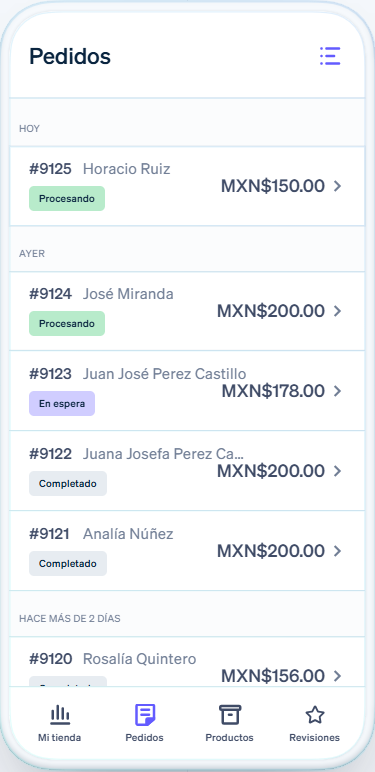 Pedidos
HOY
#9125 Horacio Ruiz
MXN$150.00
Procesando
AYER
#9124 José Miranda
MXN$200.00
Procesando
#9123 Juan José Perez Castillo
MXN$178.00
En espera
#9122 Juana Josefa Perez Ca...
MXN$200.00
Completado
#9121 Analía Núñez
MXN$200.00
Completado
HACE MÁS DE 2 DÍAS
#9120 Rosalía Quintero
MXN$156.00
Mi tienda
Pedidos
Productos
Revisiones